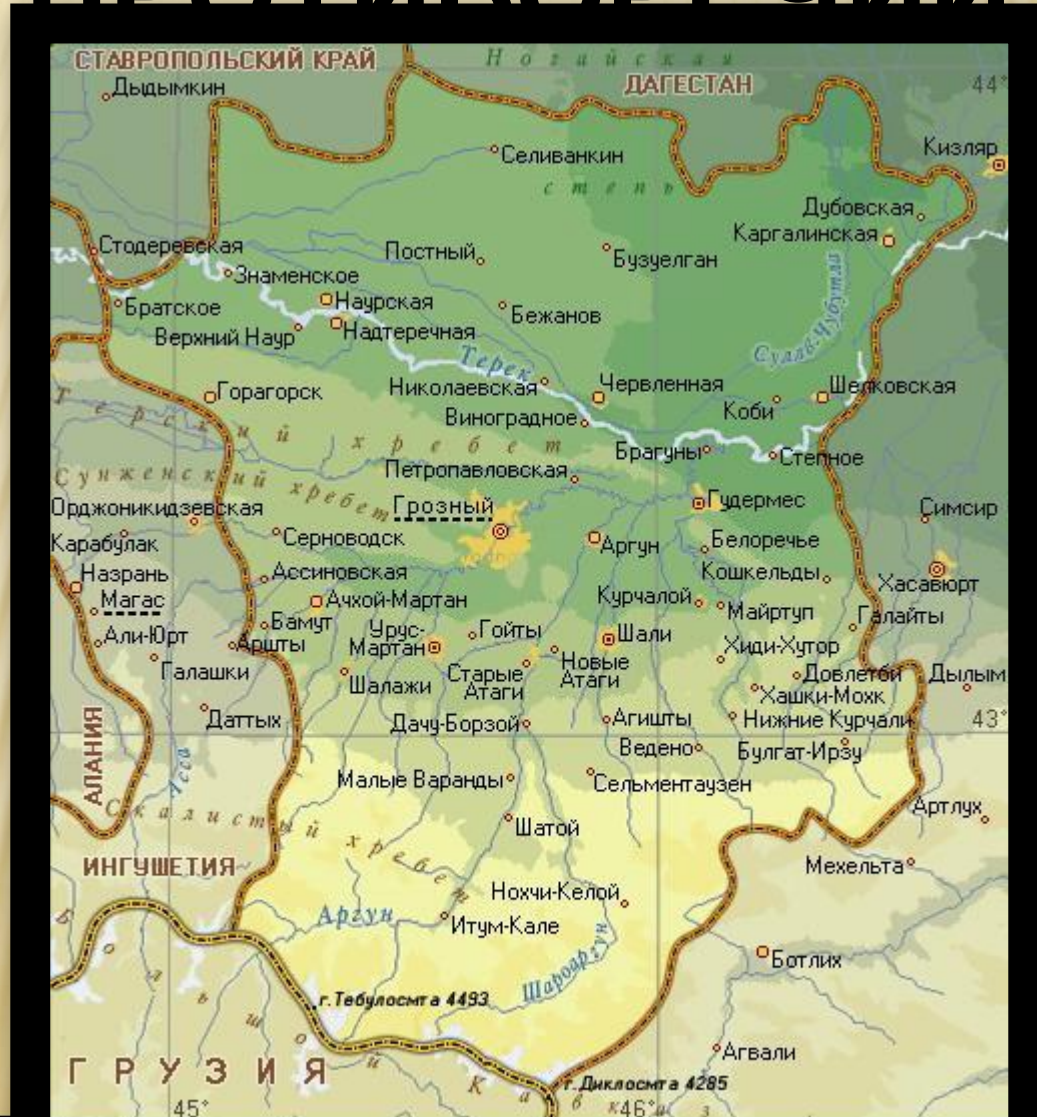 СТАВРОПОЛЬСКИЙ КРАЙ
Ногайская
ДАГЕСТАН
44°
Дыдымкин
Кизляр
Селиванкин
степь
Дубовская
Каргалинская
Стодеревская
Постный
Бузуелган
Знаменское
Наурская
Братское
Бежанов
Верхний Наур
Надтеречная
Сулла-Чубутла
Терек
Горагорск
Николаевская
Червленная
Шелковская
Коби
Виноградное
Терский хребет
Брагуны
Степное
Петропавловская
Сунженский хребет
Грозный
Гудермес
Орджоникидзевская
Симсир
Карабулак
Серноводск
Аргун
Белоречье
Назрань
Ассиновская
Кошкельды
Хасавюрт
Магас
Ачхой-Мартан
Курчалой
Майртуп
Галайты
Али-Юрт
Бамут
Урус-
Мартан
Гойты
Шали
Аршты
Хиди-Хутор
Галашки
Шалажи
Старые
Атаги
Новые
Атаги
Довлетби
Дылым
Хашки-Мохк
Даттых
Дачу-Борзой
Агишты
Нижние Курчали
43°
Ведено
Булгат-Ирзу
АЛАНИЯ
Асса
Малые Варанды
Сельментаузен
Скалистый хребет
Шатой
Артлух
ИНГУШЕТИЯ
Мехельта
Нохчи-Келой
Аргун
Итум-Кале
Шароаргун
Ботлих
г.Тебулосмта 4493
Большой Кавказ
ГРУЗИЯ
Агвали
г.Диклосмта 4285
45°
46°